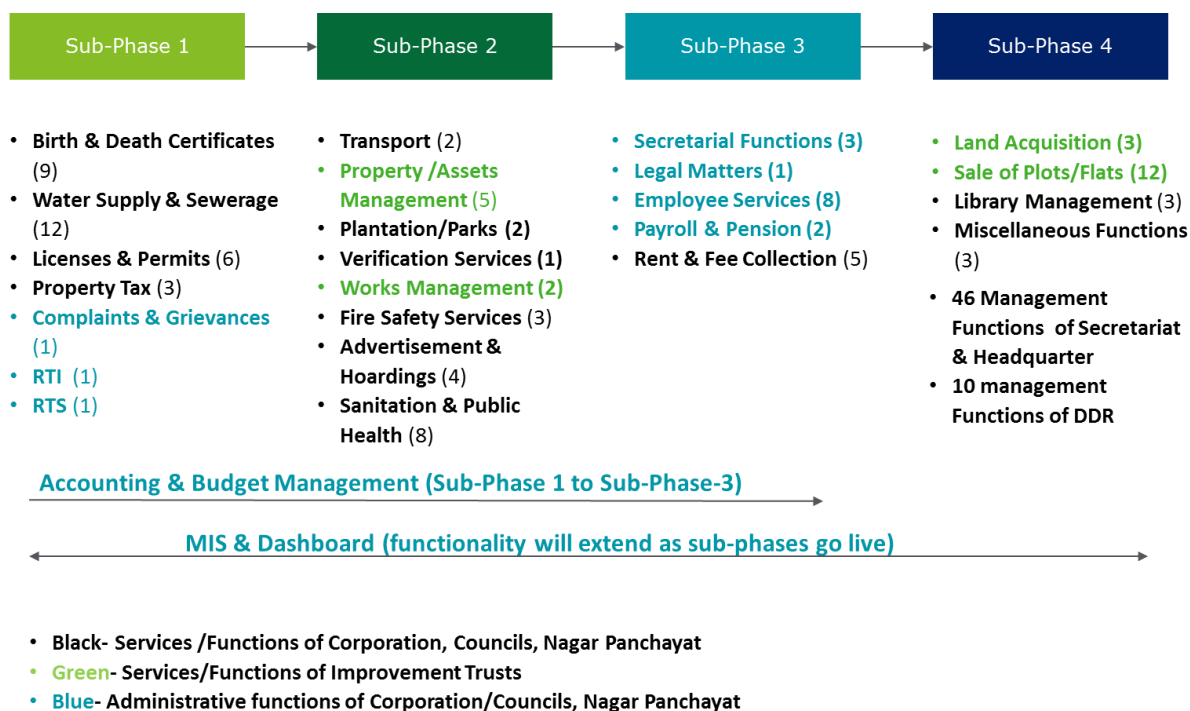 Sub-Phase 1
Sub-Phase 2
Sub-Phase 3
Sub-Phase 4
• Birth & Death Certificates
(9)
• Water Supply & Sewerage
(12)
• Licenses & Permits (6)
• Property Tax (3)
• Complaints & Grievances
(1)
• RTI (1)
• RTS (1)
• Transport (2)
• Property /Assets
Management (5)
• Plantation/Parks (2)
• Verification Services (1)
• Works Management (2)
• Fire Safety Services (3)
• Advertisement &
Hoardings (4)
• Sanitation & Public
Health (8)
• Secretarial Functions (3)
• Legal Matters (1)
• Employee Services (8)
• Payroll & Pension (2)
• Rent & Fee Collection (5)
• Land Acquisition (3)
• Sale of Plots/Flats (12)
• Library Management (3)
• Miscellaneous Functions
(3)
• 46 Management
Functions of Secretariat
& Headquarter
• 10 management
Functions of DDR
Accounting & Budget Management (Sub-Phase 1 to Sub-Phase-3)
MIS & Dashboard (functionality will extend as sub-phases go live)
• Black- Services /Functions of Corporation, Councils, Nagar Panchayat
• Green- Services/Functions of Improvement Trusts
• Blue- Administrative functions of Corporation/Councils, Nagar Panchayat